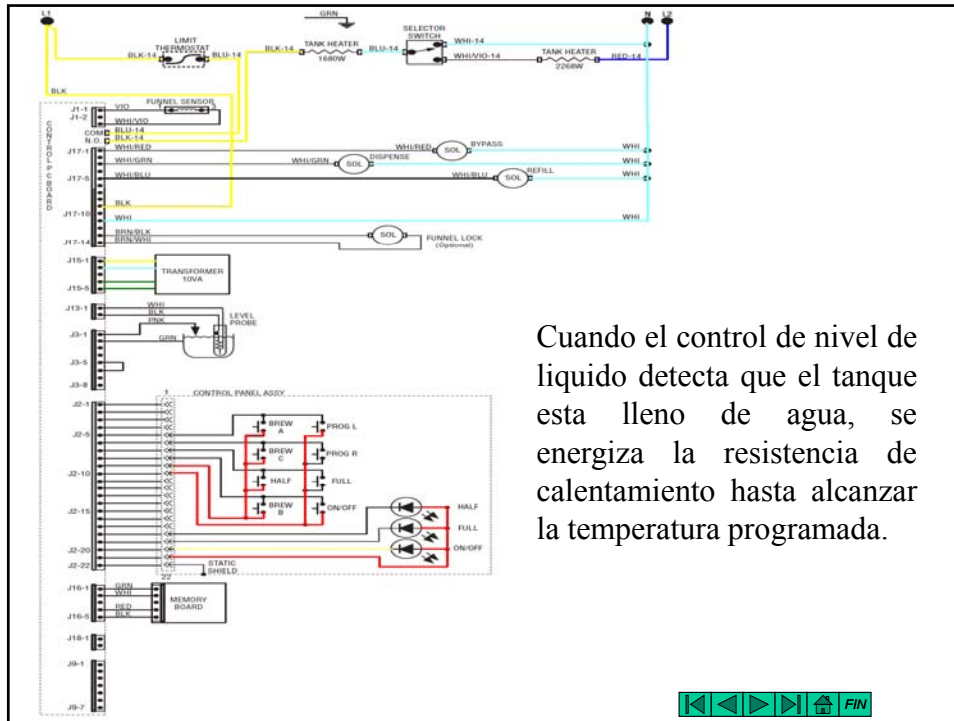 L1
GRN
N
L2
SELECTOR
SWITCH
LIMIT
THERMOSTAT
BLK-14
BLU-14
BLK-14
TANK HEATER
1680W
BLU-14
WHI-14
WHI/VIO-14
TANK HEATER
2268W
RED-14
BLK
CONTROL PC BOARD
J1-1
J1-2
VIO
FUNNEL SENSOR
WHI/VIO
COM
BLU-14
N.O.
BLK-14
J17-1
WHI/RED
WHI/RED
SOL
BYPASS
WHI
WHI/GRN
WHI/GRN
SOL
DISPENSE
WHI
J17-5
WHI/BLU
WHI/BLU
SOL
REFILL
WHI
BLK
J17-10
WHI
WHI
BRN/BLK
J17-14
BRN/WHI
SOL
FUNNEL LOCK
(Optional)
J15-1
J15-5
TRANSFORMER
10VA
J13-1
WHI
BLK
LEVEL
PROBE
PNK
J3-1
GRN
J3-5
J3-8
1
CONTROL PANEL ASSY
J2-1
J2-5
BREW
A
PROG L
BREW
C
PROG R
J2-10
HALF
FULL
BREW
B
ON/OFF
J2-15
HALF
FULL
J2-20
ON/OFF
J2-22
STATIC
SHIELD
22
J16-1
GRN
WHI
MEMORY
BOARD
RED
J16-5
BLK
J18-1
J9-1
J9-7
Cuando el control de nivel de
liquido detecta que el tanque
esta lleno de agua, se
energiza la resistencia de
calentamiento hasta alcanzar
la temperatura programada.
FIN